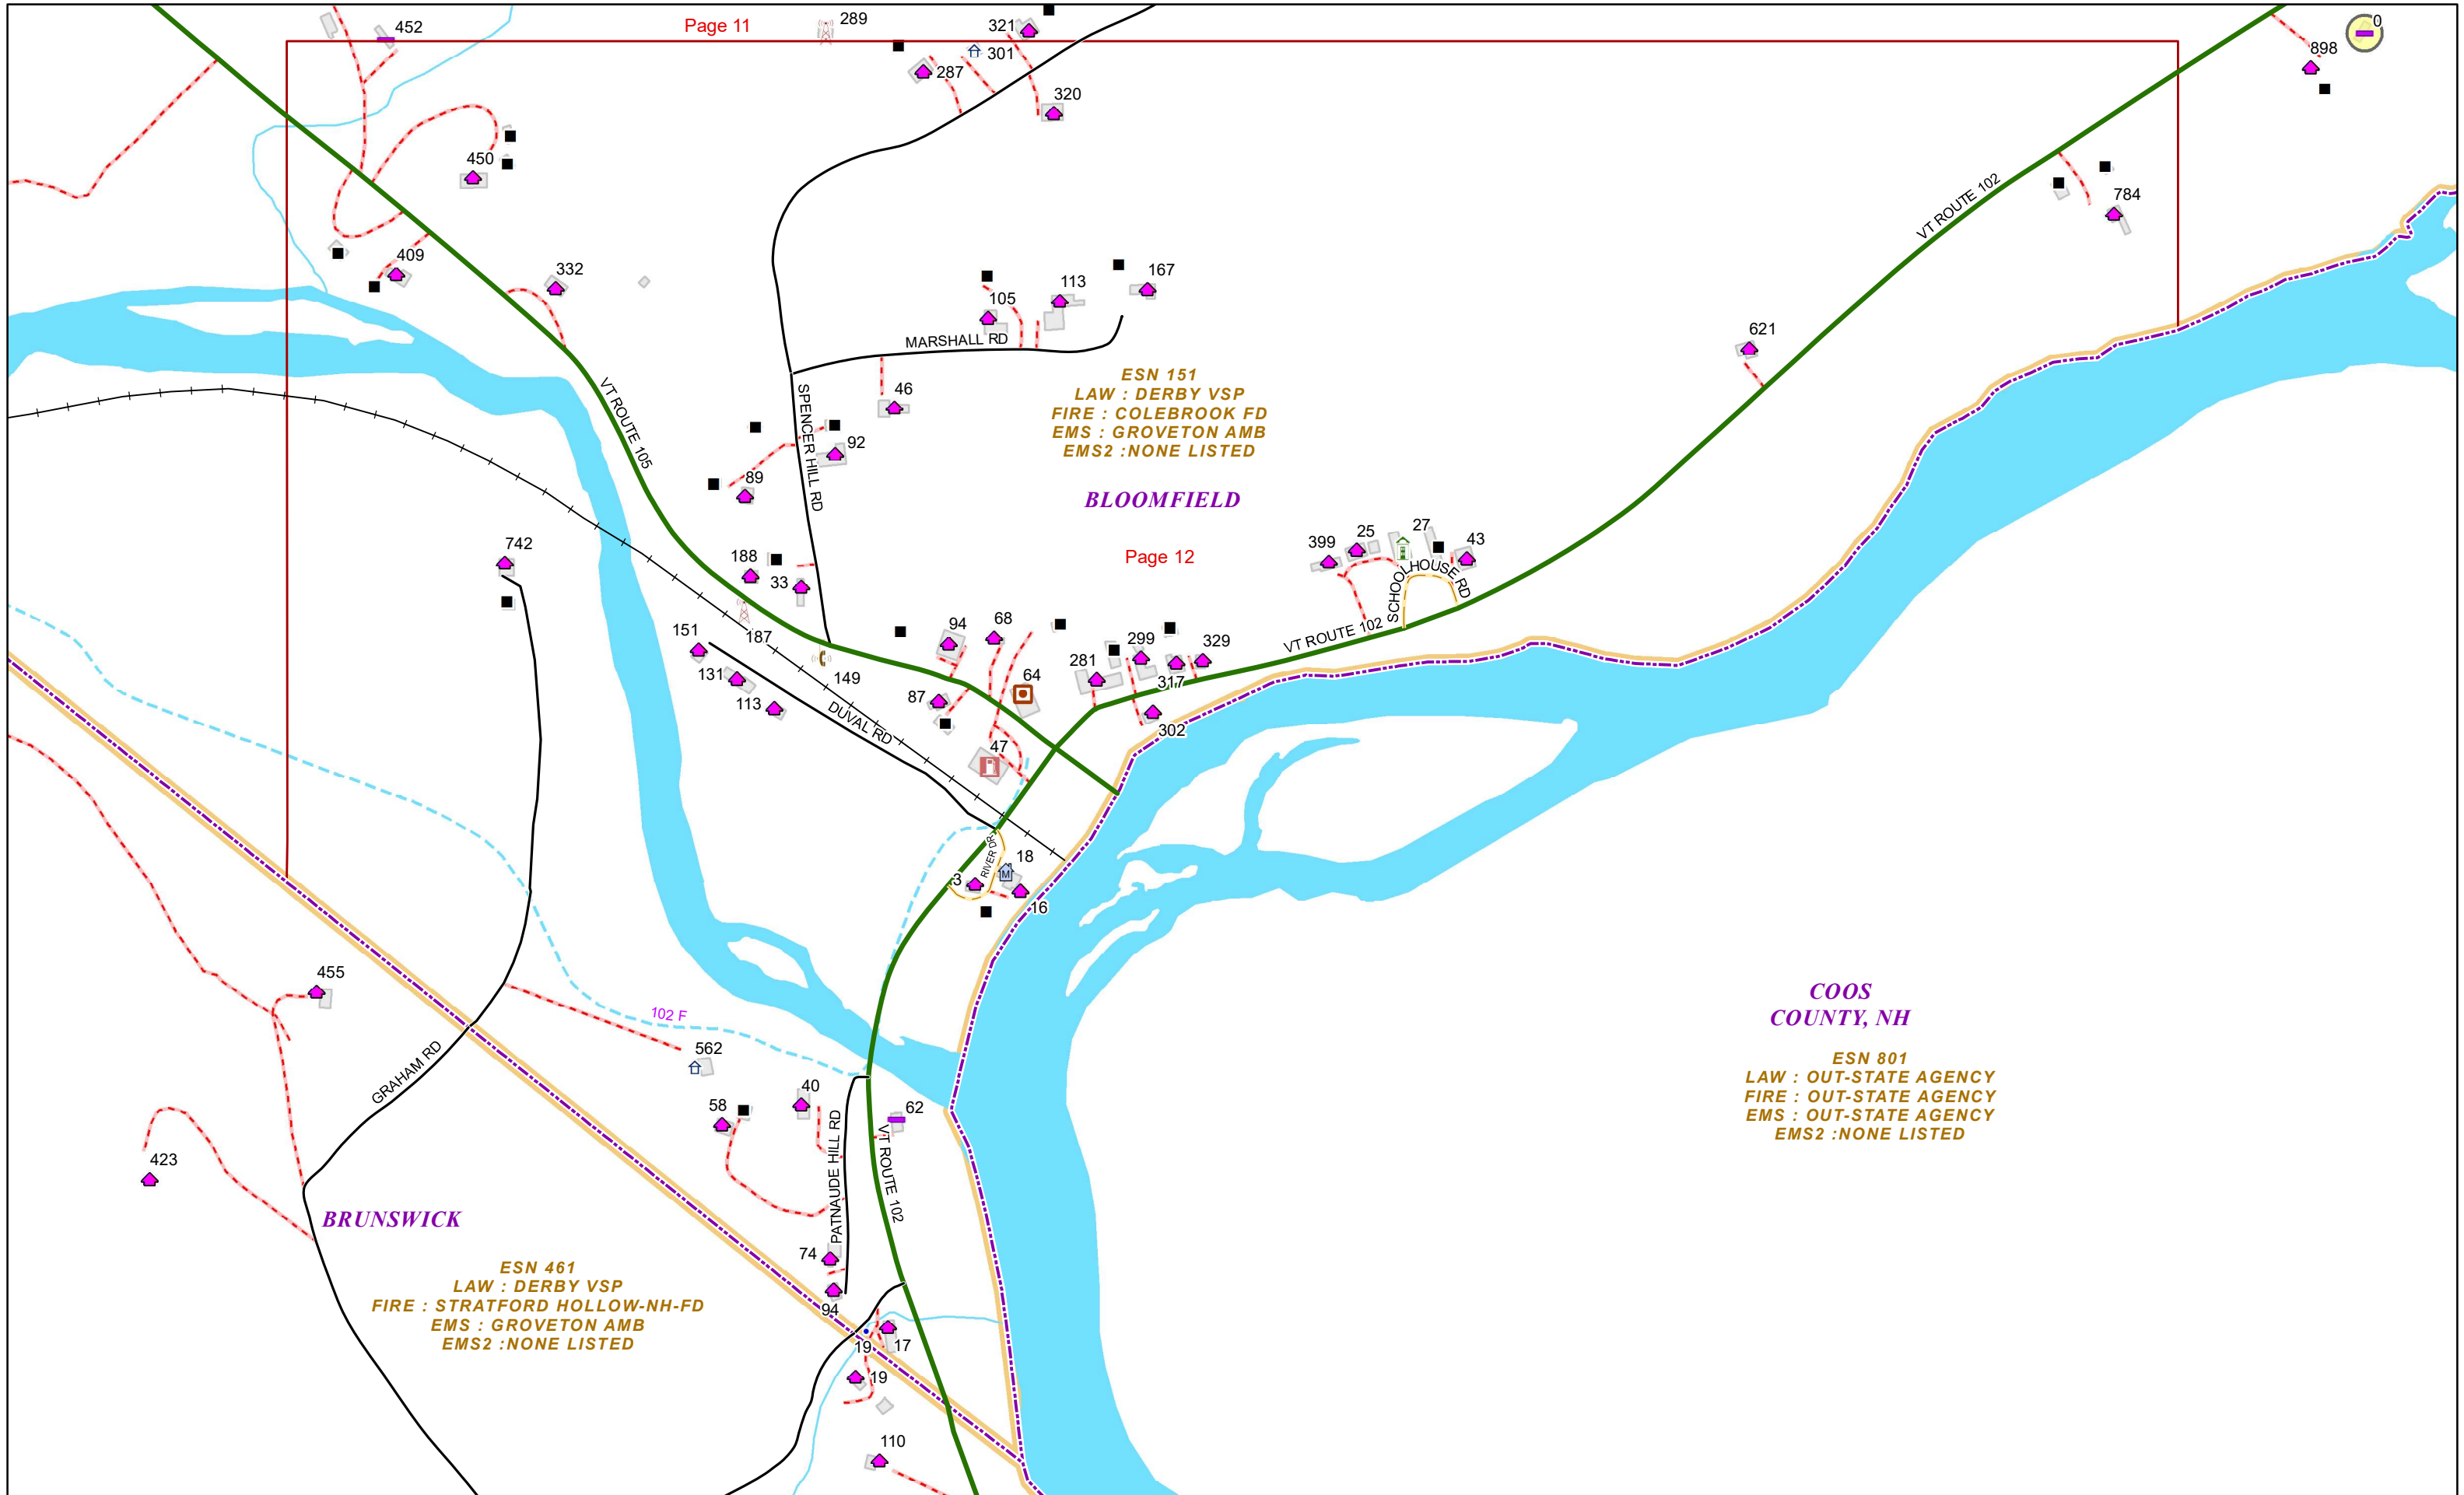 Page 11
452
289
321
301
287
320
0
898
450
409
332
105
113
167
784
VT ROUTE 102
621
MARSHALL RD
VT ROUTE 105
46
SPENCER HILL RD
92
89
ESN 151
LAW : DERBY VSP
FIRE : COLEBROOK FD
EMS : GROVETON AMB
EMS2 :NONE LISTED
BLOOMFIELD
Page 12
742
188
33
399
25
27
43
SCHOOLHOUSE RD
VT ROUTE 102
151
187
131
149
113
DUVAL RD
94
68
87
64
47
281
299
329
317
302
RIVER DR
18
3
16
455
GRAHAM RD
102 F
562
COOS
COUNTY, NH
ESN 801
LAW : OUT-STATE AGENCY
FIRE : OUT-STATE AGENCY
EMS : OUT-STATE AGENCY
EMS2 :NONE LISTED
40
58
62
PATNAUDE HILL RD
VT ROUTE 102
423
BRUNSWICK
74
94
ESN 461
LAW : DERBY VSP
FIRE : STRATFORD HOLLOW-NH-FD
EMS : GROVETON AMB
EMS2 :NONE LISTED
19
17
19
110
M